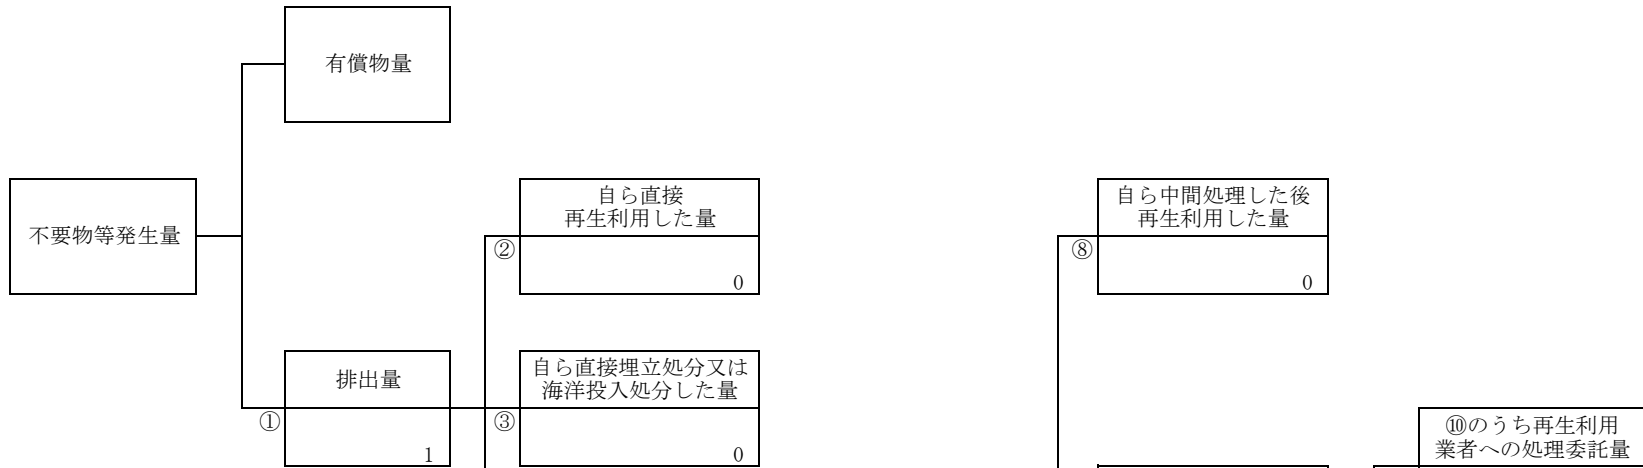 有償物量
不要物等発生量
自ら直接
再生利用した量
②
0
自ら中間処理した後
再生利用した量
⑧
0
排出量
①
1
自ら直接埋立処分又は
海洋投入処分した量
③
0
⑩のうち再生利用
業者への処理委託量